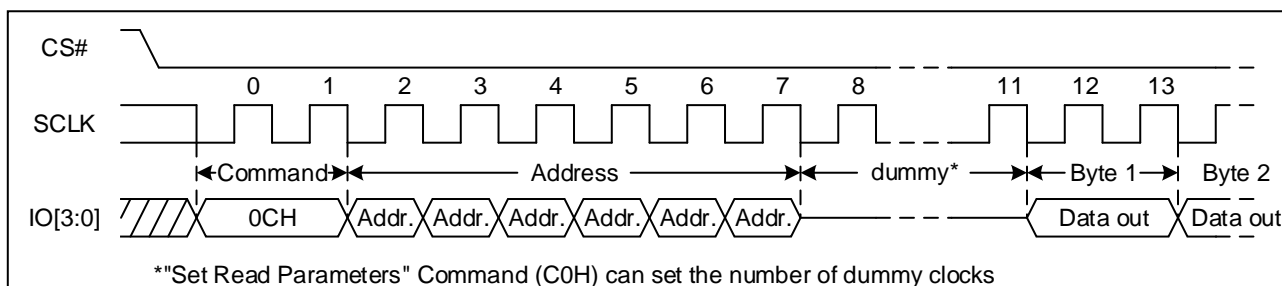 CS#
0 1 2 3 4 5 6 7 8 11 12 13
SCLK
Command Address dummy* Byte 1 Byte 2
IO[3:0] 0CH Addr. Addr. Addr. Addr. Addr. Addr. Data out Data out
*"Set Read Parameters" Command (C0H) can set the number of dummy clocks